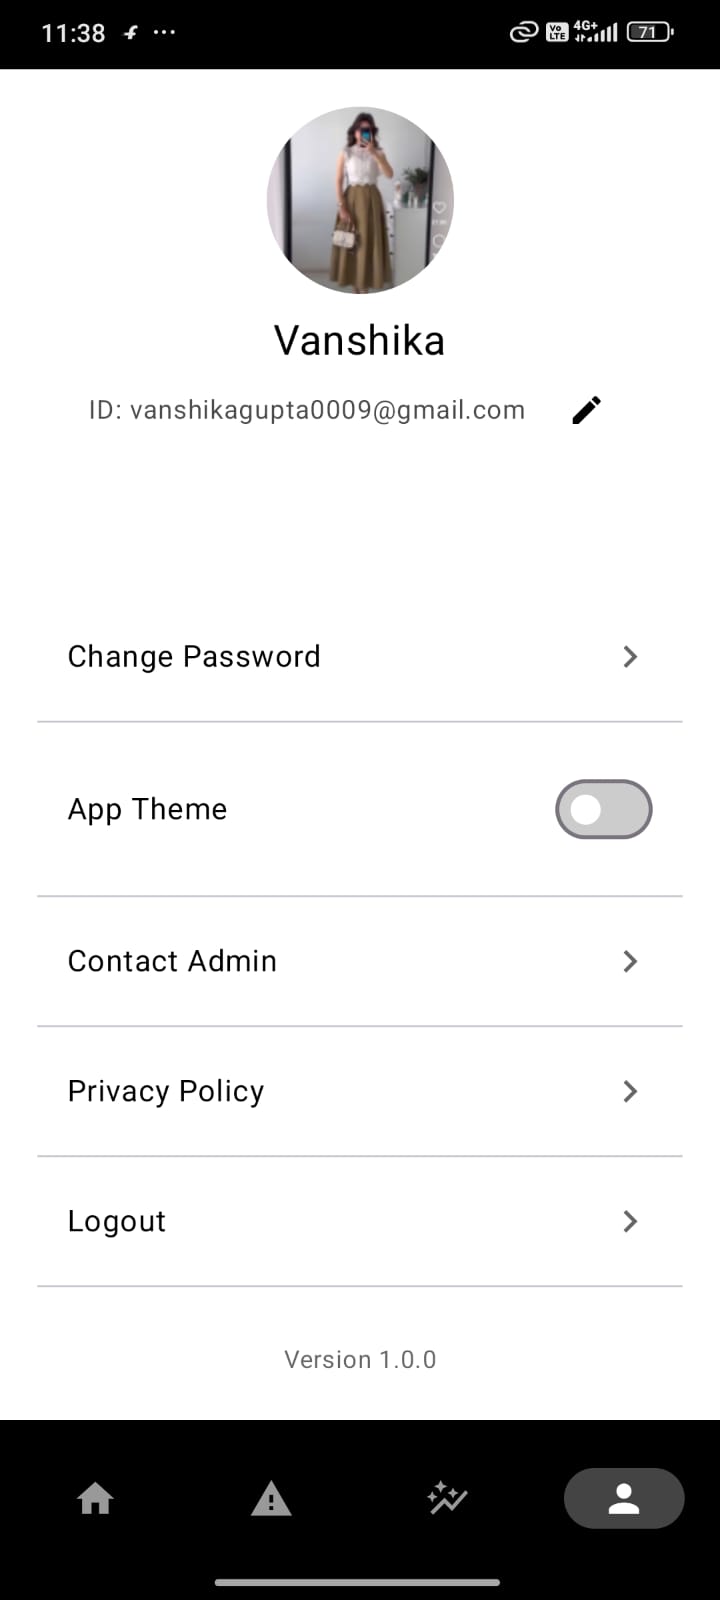 11:38
Vo
LTE
4G+
71
Vanshika
ID: vanshikagupta0009@gmail.com
Change Password
App Theme
Contact Admin
Privacy Policy
Logout
Version 1.0.0